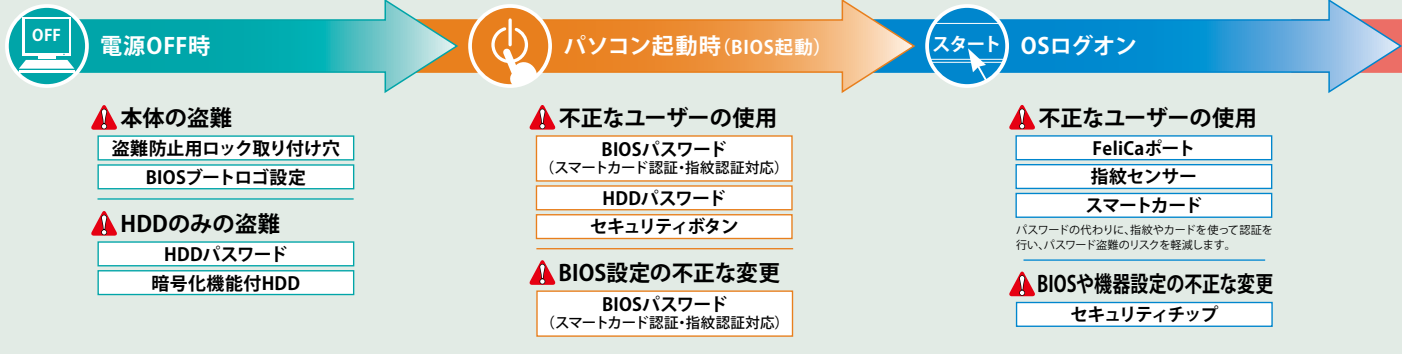 OFF
電源OFF時
本体の盗難
盗難防止用ロック取り付け穴
BIOSブートロゴ設定
HDDのみの盗難
HDDパスワード
暗号化機能付HDD
パソコン起動時（BIOS起動）
不正なユーザーの使用
BIOSパスワード
（スマートカード認証・指紋認証対応）
HDDパスワード
セキュリティボタン
BIOS設定の不正な変更
BIOSパスワード
（スマートカード認証・指紋認証対応）
スタート
OSログオン
不正なユーザーの使用
FeliCaポート
指紋センサー
スマートカード
パスワードの代わりに、指紋やカードを使って認証を
行い、パスワード盗難のリスクを軽減します。
BIOSや機器設定の不正な変更
セキュリティチップ